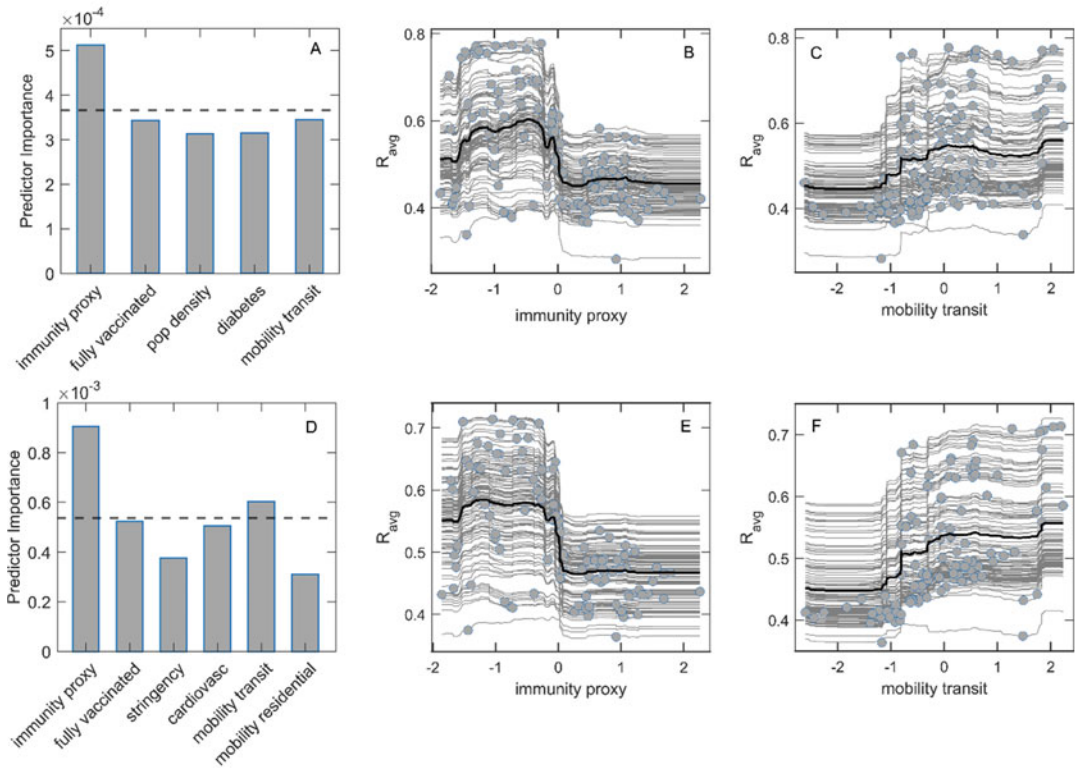 ×10⁻⁴
A
5
4
3
2
1
0
Predictor Importance
immunity proxy
fully vaccinated
pop density
diabetes
mobility transit
B
0.8
0.6
0.4
R_avg
-2 -1 0 1 2
immunity proxy
C
0.8
0.6
0.4
R_avg
-2 -1 0 1 2
mobility transit
×10⁻³
D
1
0.8
0.6
0.4
0.2
0
Predictor Importance
immunity proxy
fully vaccinated
stringency
cardiovasc
mobility transit
mobility residential
E
0.7
0.6
0.5
0.4
R_avg
-2 -1 0 1 2
immunity proxy
F
0.7
0.6
0.5
0.4
R_avg
-2 -1 0 1 2
mobility transit